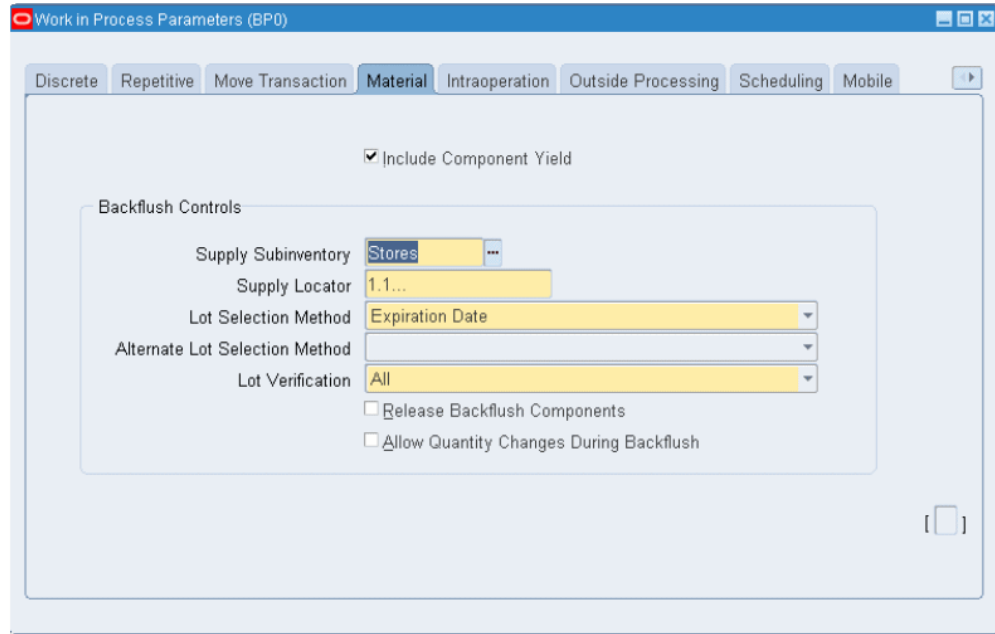 Work in Process Parameters (BP0)
Discrete Repetitive Move Transaction Material Intraoperation Outside Processing Scheduling Mobile
Include Component Yield
Backflush Controls
Supply Subinventory Stores
Supply Locator 1.1...
Lot Selection Method Expiration Date
Alternate Lot Selection Method
Lot Verification All
Release Backflush Components
Allow Quantity Changes During Backflush
[ ]